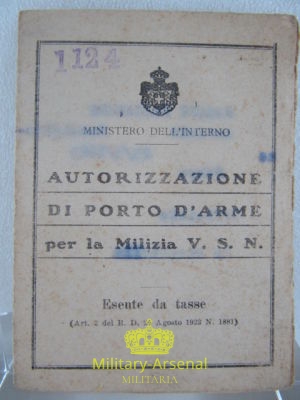 1124
MINISTERO DELL'INTERNO
AUTORIZZAZIONE
DI PORTO D'ARME
per la Milizia V. S. N.
Esente da tasse
(Art. 2 del R. D. Agosto 1922 N. 1881)
Military-Arsenal
MILITARIA